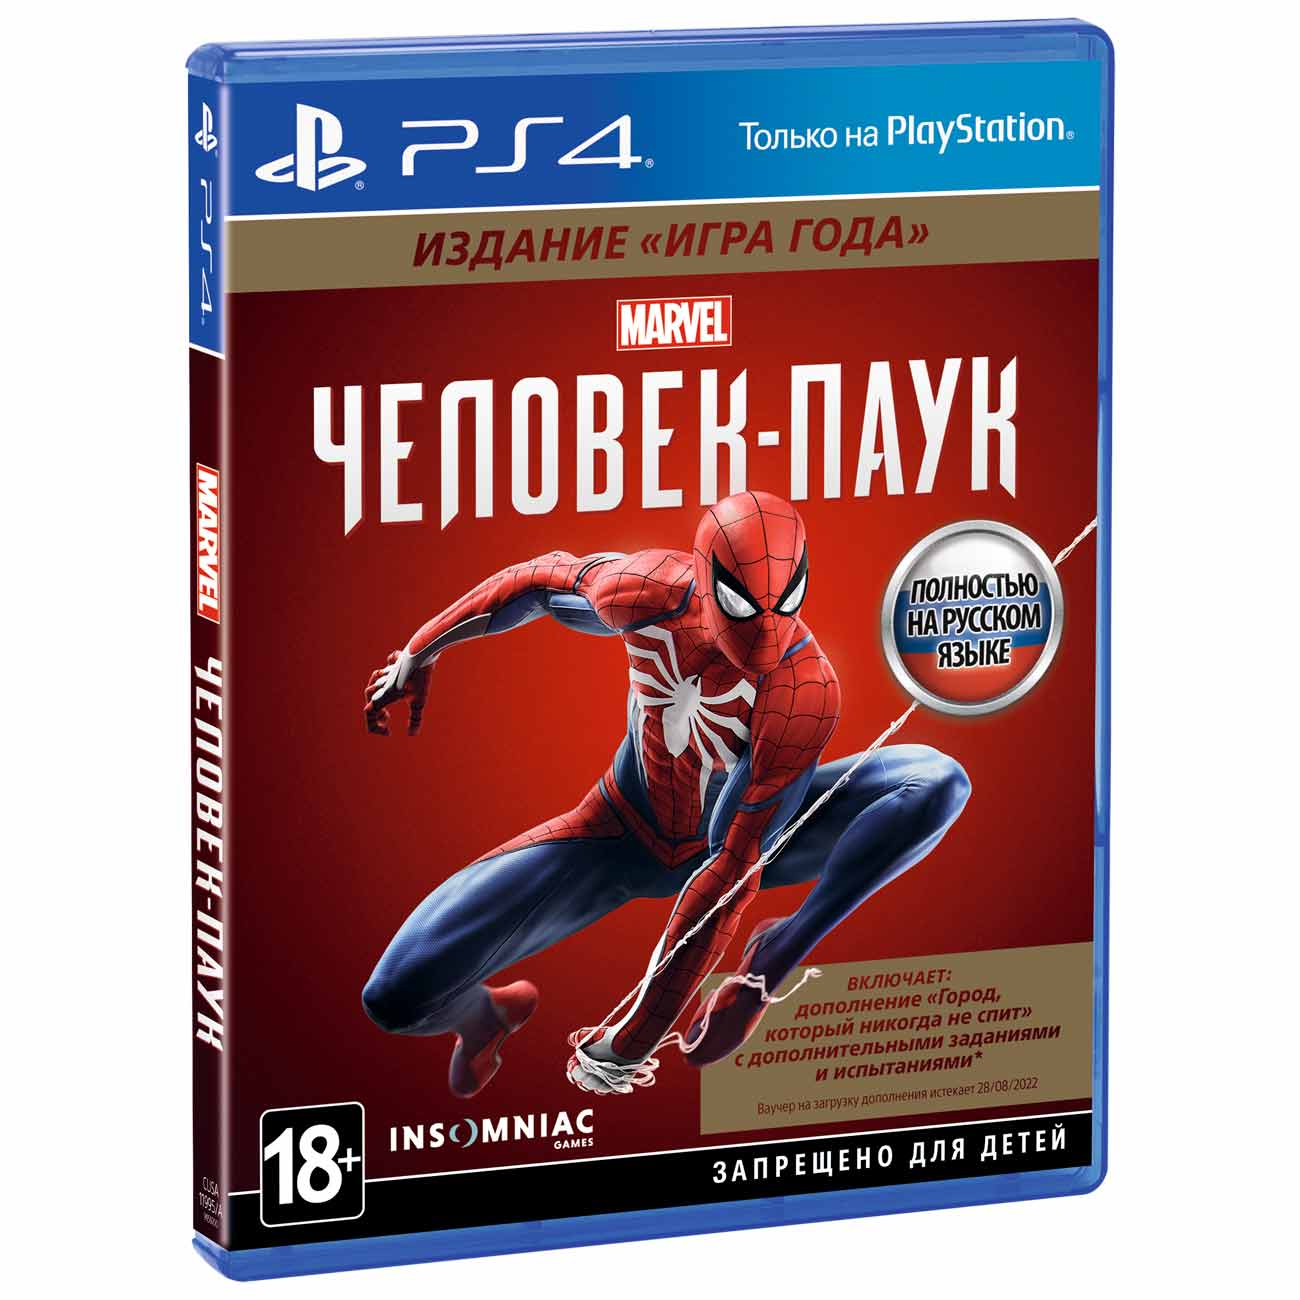 PS4
Только на PlayStation®
ИЗДАНИЕ «ИГРА ГОДА»
MARVEL
ЧЕЛОВЕК-ПАУК
ПОЛНОСТЬЮ
НА РУССКОМ
ЯЗЫКЕ
ВКЛЮЧАЕТ:
дополнение «Город,
который никогда не спит»
с дополнительными заданиями
и испытаниями*
Ваучер на загрузку дополнения истекает 28/08/2022
INSOMNIAC
GAMES
18+
ЗАПРЕЩЕНО ДЛЯ ДЕТЕЙ
PS4
MARVEL
ЧЕЛОВЕК-ПАУК
CUSA
11995/A